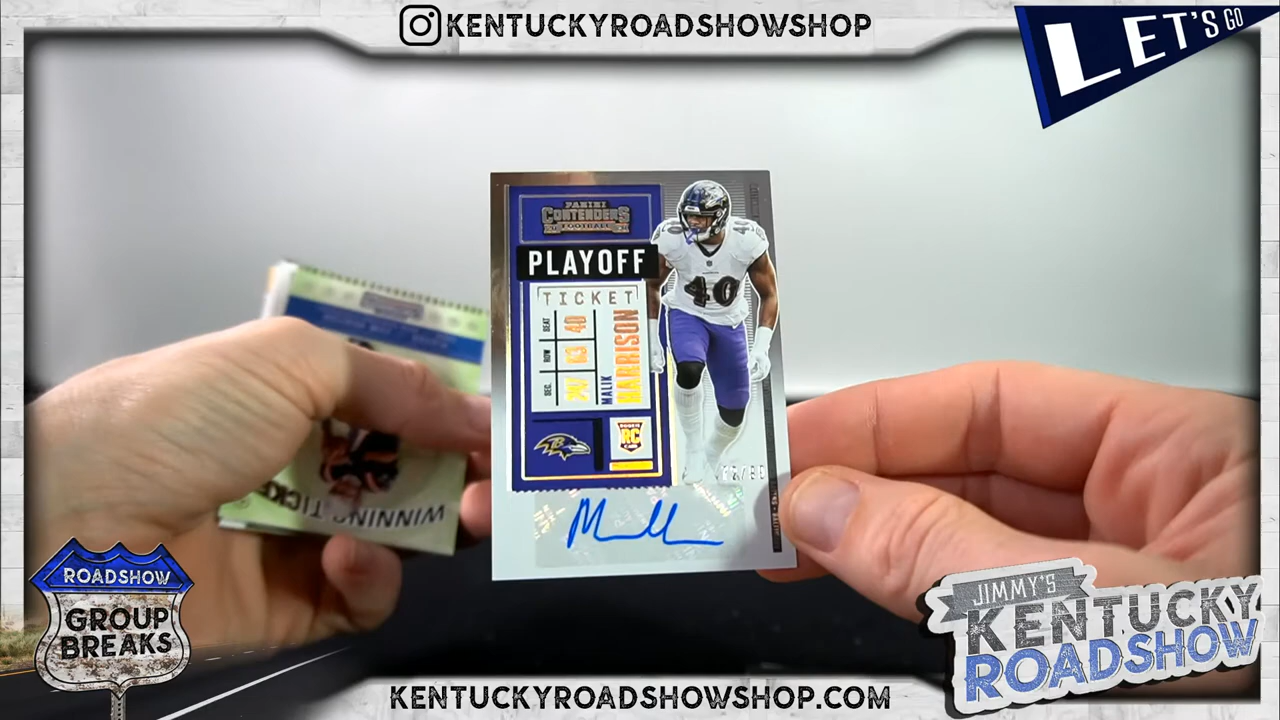 KENTUCKYROADSHOWSHOP
LET'S GO
PANINI
CONTENDERS
FOOTBALL
PLAYOFF
TICKET
SEAT
40
ROW
SEC.
MALIK
HARRISON
ROOKIE
RC
40
WINNING TICKE
ROADSHOW
GROUP
BREAKS
JIMMY'S
KENTUCKY
ROADSHOW
KENTUCKYROADSHOWSHOP.COM